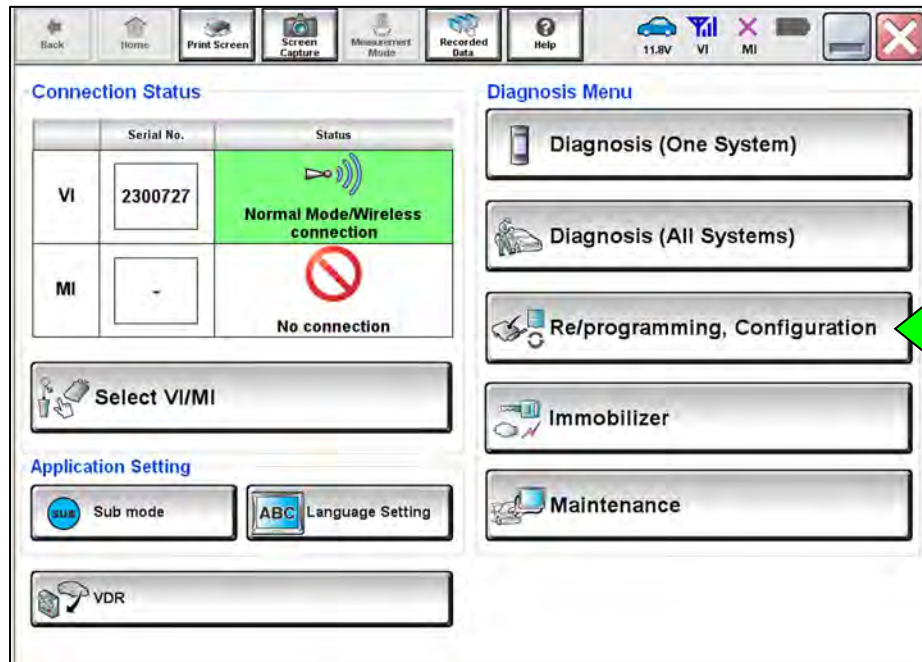 Back
Home
Print Screen
Screen
Capture
Measurement
Mode
Recorded
Data
Help
11.8V
VI
MI
Connection Status
Serial No.
Status
VI
2300727
Normal Mode/Wireless
connection
MI
-
No connection
Select VI/MI
Application Setting
SUB
Sub mode
ABC
Language Setting
VDR
Diagnosis Menu
Diagnosis (One System)
Diagnosis (All Systems)
Re/programming, Configuration
Immobilizer
Maintenance